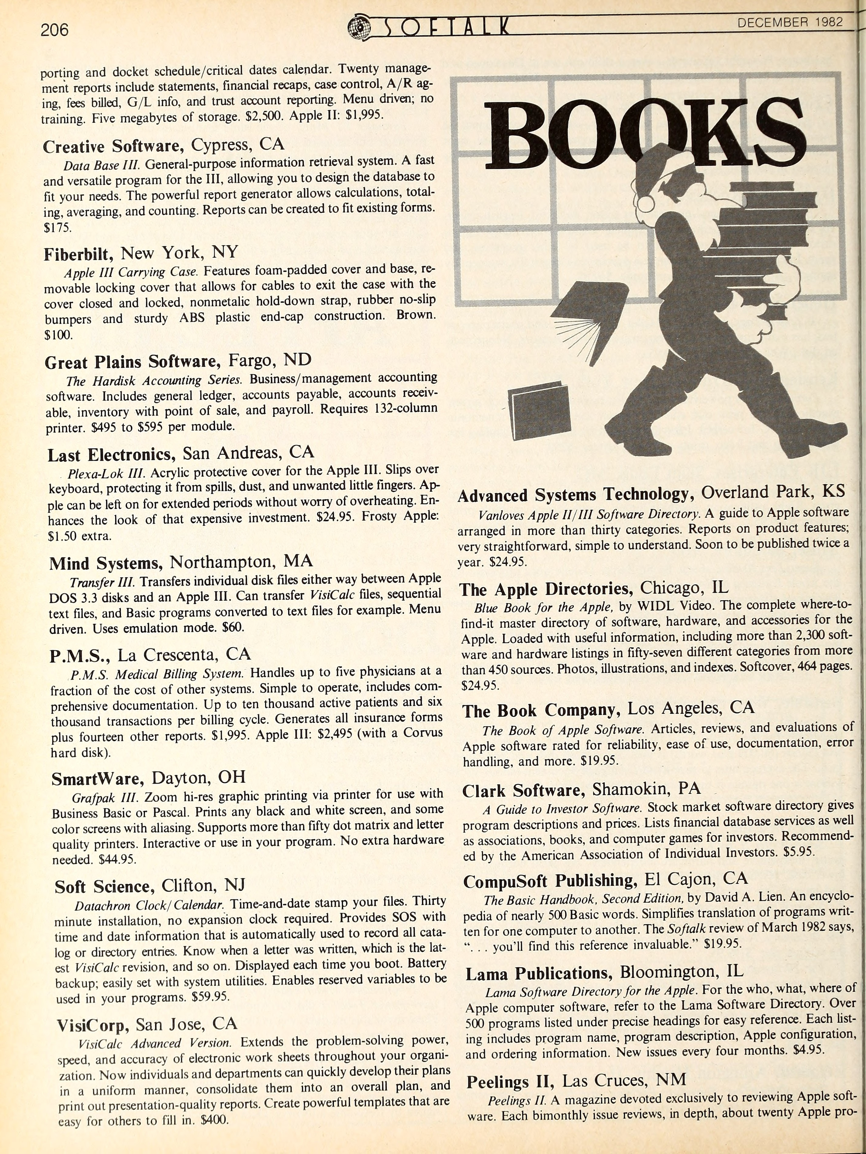 206
SOFTALK
DECEMBER 1982
porting and docket schedule/critical dates calendar. Twenty manage-
ment reports include statements, financial recaps, case control, A/R ag-
ing, fees billed, G/L info, and trust account reporting. Menu driven; no
training. Five megabytes of storage. $2,500. Apple II: $1,995.
Creative Software, Cypress, CA
Data Base III. General-purpose information retrieval system. A fast
and versatile program for the III, allowing you to design the database to
fit your needs. The powerful report generator allows calculations, total-
ing, averaging, and counting. Reports can be created to fit existing forms.
$175.
Fiberbilt, New York, NY
Apple III Carrying Case. Features foam-padded cover and base, re-
movable locking cover that allows for cables to exit the case with the
cover closed and locked, nonmetalic hold-down strap, rubber no-slip
bumpers and sturdy ABS plastic end-cap construction. Brown.
$100.
Great Plains Software, Fargo, ND
The Hardisk Accounting Series. Business/management accounting
software. Includes general ledger, accounts payable, accounts receiv-
able, inventory with point of sale, and payroll. Requires 132-column
printer. $495 to $595 per module.
Last Electronics, San Andreas, CA
Plexa-Lok III. Acrylic protective cover for the Apple III. Slips over
keyboard, protecting it from spills, dust, and unwanted little fingers. Ap-
ple can be left on for extended periods without worry of overheating. En-
hances the look of that expensive investment. $24.95. Frosty Apple:
$1.50 extra.
Mind Systems, Northampton, MA
Transfer III. Transfers individual disk files either way between Apple
DOS 3.3 disks and an Apple III. Can transfer VisiCalc files, sequential
text files, and Basic programs converted to text files for example. Menu
driven. Uses emulation mode. $60.
P.M.S., La Crescenta, CA
P.M.S. Medical Billing System. Handles up to five physicians at a
fraction of the cost of other systems. Simple to operate, includes com-
prehensive documentation. Up to ten thousand active patients and six
thousand transactions per billing cycle. Generates all insurance forms
plus fourteen other reports. $1,995. Apple III: $2,495 (with a Corvus
hard disk).
SmartWare, Dayton, OH
Grafpak III. Zoom hi-res graphic printing via printer for use with
Business Basic or Pascal. Prints any black and white screen, and some
color screens with aliasing. Supports more than fifty dot matrix and letter
quality printers. Interactive or use in your program. No extra hardware
needed. $44.95.
Soft Science, Clifton, NJ
Datachron Clock/Calendar. Time-and-date stamp your files. Thirty
minute installation, no expansion clock required. Provides SOS with
time and date information that is automatically used to record all cata-
log or directory entries. Know when a letter was written, which is the lat-
est VisiCalc revision, and so on. Displayed each time you boot. Battery
backup; easily set with system utilities. Enables reserved variables to be
used in your programs. $59.95.
VisiCorp, San Jose, CA
VisiCalc Advanced Version. Extends the problem-solving power,
speed, and accuracy of electronic work sheets throughout your organi-
zation. Now individuals and departments can quickly develop their plans
in a uniform manner, consolidate them into an overall plan, and
print out presentation-quality reports. Create powerful templates that are
easy for others to fill in. $400.
BOOKS
Advanced Systems Technology, Overland Park, KS
Vanloves Apple II/III Software Directory. A guide to Apple software
arranged in more than thirty categories. Reports on product features;
very straightforward, simple to understand. Soon to be published twice a
year. $24.95.
The Apple Directories, Chicago, IL
Blue Book for the Apple, by WIDL Video. The complete where-to-
find-it master directory of software, hardware, and accessories for the
Apple. Loaded with useful information, including more than 2,300 soft-
ware and hardware listings in fifty-seven different categories from more
than 450 sources. Photos, illustrations, and indexes. Softcover, 464 pages.
$24.95.
The Book Company, Los Angeles, CA
The Book of Apple Software. Articles, reviews, and evaluations of
Apple software rated for reliability, ease of use, documentation, error
handling, and more. $19.95.
Clark Software, Shamokin, PA
A Guide to Investor Software. Stock market software directory gives
program descriptions and prices. Lists financial database services as well
as associations, books, and computer games for investors. Recommend-
ed by the American Association of Individual Investors. $5.95.
CompuSoft Publishing, El Cajon, CA
The Basic Handbook, Second Edition, by David A. Lien. An encyclo-
pedia of nearly 500 Basic words. Simplifies translation of programs writ-
ten for one computer to another. The Softalk review of March 1982 says,
“. . . you'll find this reference invaluable.” $19.95.
Lama Publications, Bloomington, IL
Lama Software Directory for the Apple. For the who, what, where of
Apple computer software, refer to the Lama Software Directory. Over
500 programs listed under precise headings for easy reference. Each list-
ing includes program name, program description, Apple configuration,
and ordering information. New issues every four months. $4.95.
Peelings II, Las Cruces, NM
Peelings II. A magazine devoted exclusively to reviewing Apple soft-
ware. Each bimonthly issue reviews, in depth, about twenty Apple pro-